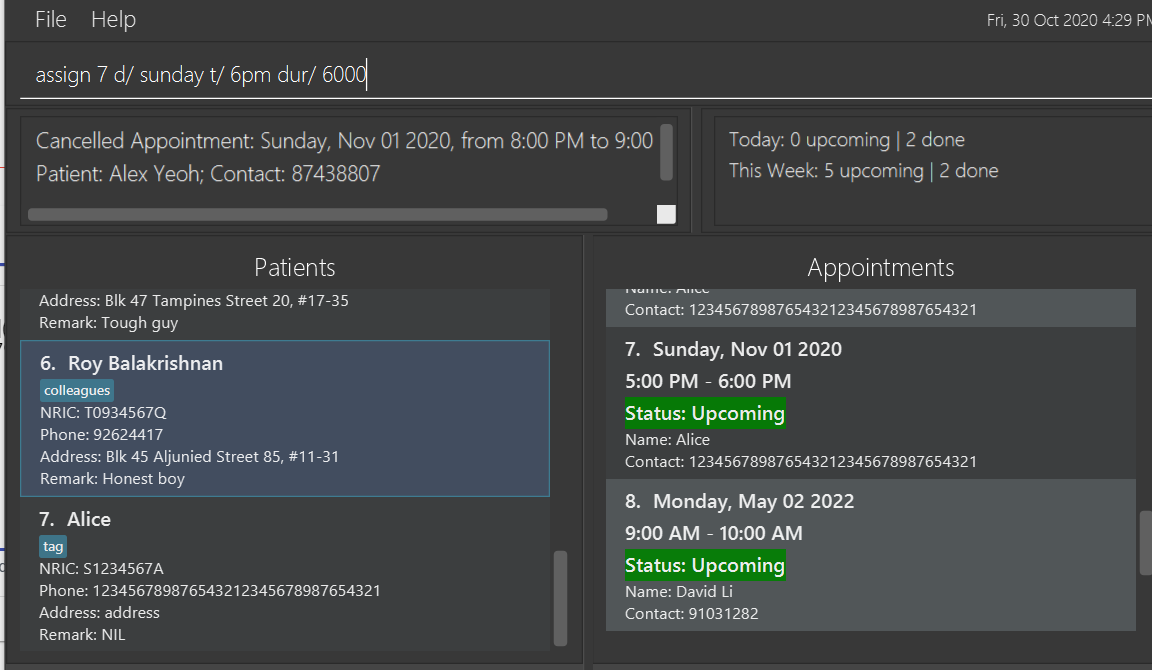 File Help
Fri, 30 Oct 2020 4:29 PM
assign 7 d/ sunday t/ 6pm dur/ 6000
Cancelled Appointment: Sunday, Nov 01 2020, from 8:00 PM to 9:00
Patient: Alex Yeoh; Contact: 87438807
Today: 0 upcoming | 2 done
This Week: 5 upcoming | 2 done
Patients
Address: Blk 47 Tampines Street 20, #17-35
Remark: Tough guy
6. Roy Balakrishnan
colleagues
NRIC: T0934567Q
Phone: 92624417
Address: Blk 45 Aljunied Street 85, #11-31
Remark: Honest boy
7. Alice
tag
NRIC: S1234567A
Phone: 123456789876543212345678987654321
Address: address
Remark: NIL
Appointments
Name: Alice
Contact: 123456789876543212345678987654321
7. Sunday, Nov 01 2020
5:00 PM - 6:00 PM
Status: Upcoming
Name: Alice
Contact: 123456789876543212345678987654321
8. Monday, May 02 2022
9:00 AM - 10:00 AM
Status: Upcoming
Name: David Li
Contact: 91031282